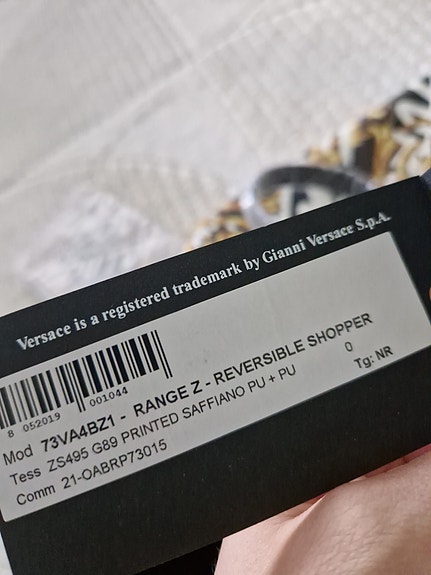 Versace is a registered trademark by Gianni Versace S.p.A.
8 052019 001044
Mod 73VA4BZ1 - RANGE Z - REVERSIBLE SHOPPER
Tess ZS495 G89 PRINTED SAFFIANO PU + PU 0
Comm 21-OABRP73015 Tg: NR